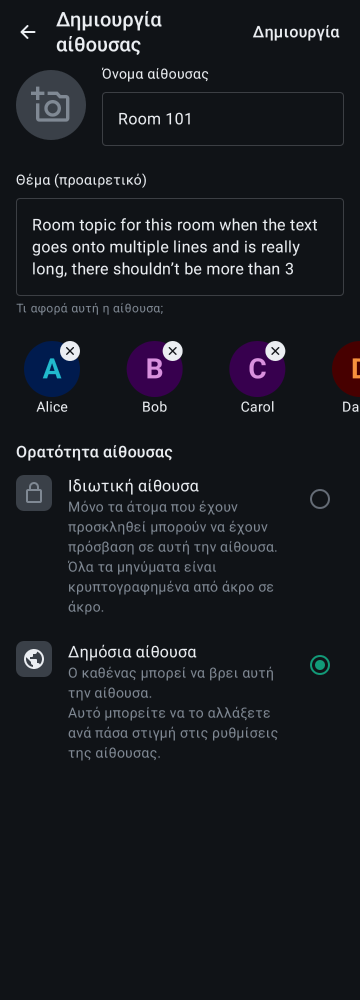 Δημιουργία
αίθουσας
Δημιουργία
Όνομα αίθουσας
Room 101
Θέμα (προαιρετικό)
Room topic for this room when the text
goes onto multiple lines and is really
long, there shouldn’t be more than 3
Τι αφορά αυτή η αίθουσα;
A B C D
Alice Bob Carol Da
Ορατότητα αίθουσας
Ιδιωτική αίθουσα
Μόνο τα άτομα που έχουν
προσκληθεί μπορούν να έχουν
πρόσβαση σε αυτή την αίθουσα.
Όλα τα μηνύματα είναι
κρυπτογραφημένα από άκρο σε
άκρο.
Δημόσια αίθουσα
Ο καθένας μπορεί να βρει αυτή
την αίθουσα.
Αυτό μπορείτε να το αλλάξετε
ανά πάσα στιγμή στις ρυθμίσεις
της αίθουσας.